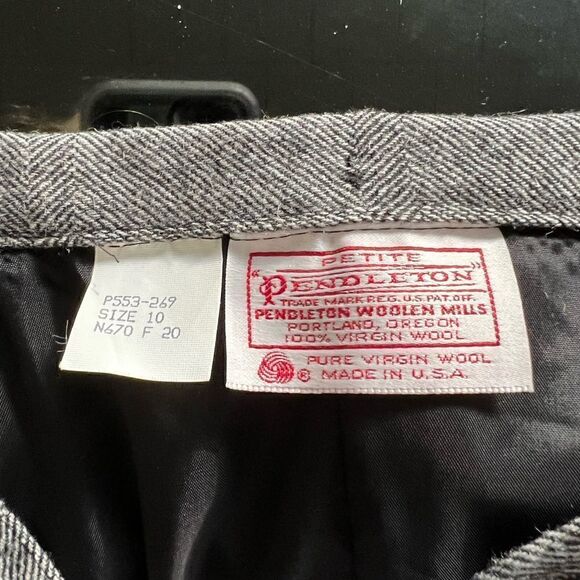 P553-269
SIZE 10
N670 F 20
PETITE
"PENDLETON"
TRADE MARK REG. U.S. PAT. OFF.
PENDLETON WOOLEN MILLS
PORTLAND, OREGON
100% VIRGIN WOOL
® PURE VIRGIN WOOL
MADE IN U.S.A.